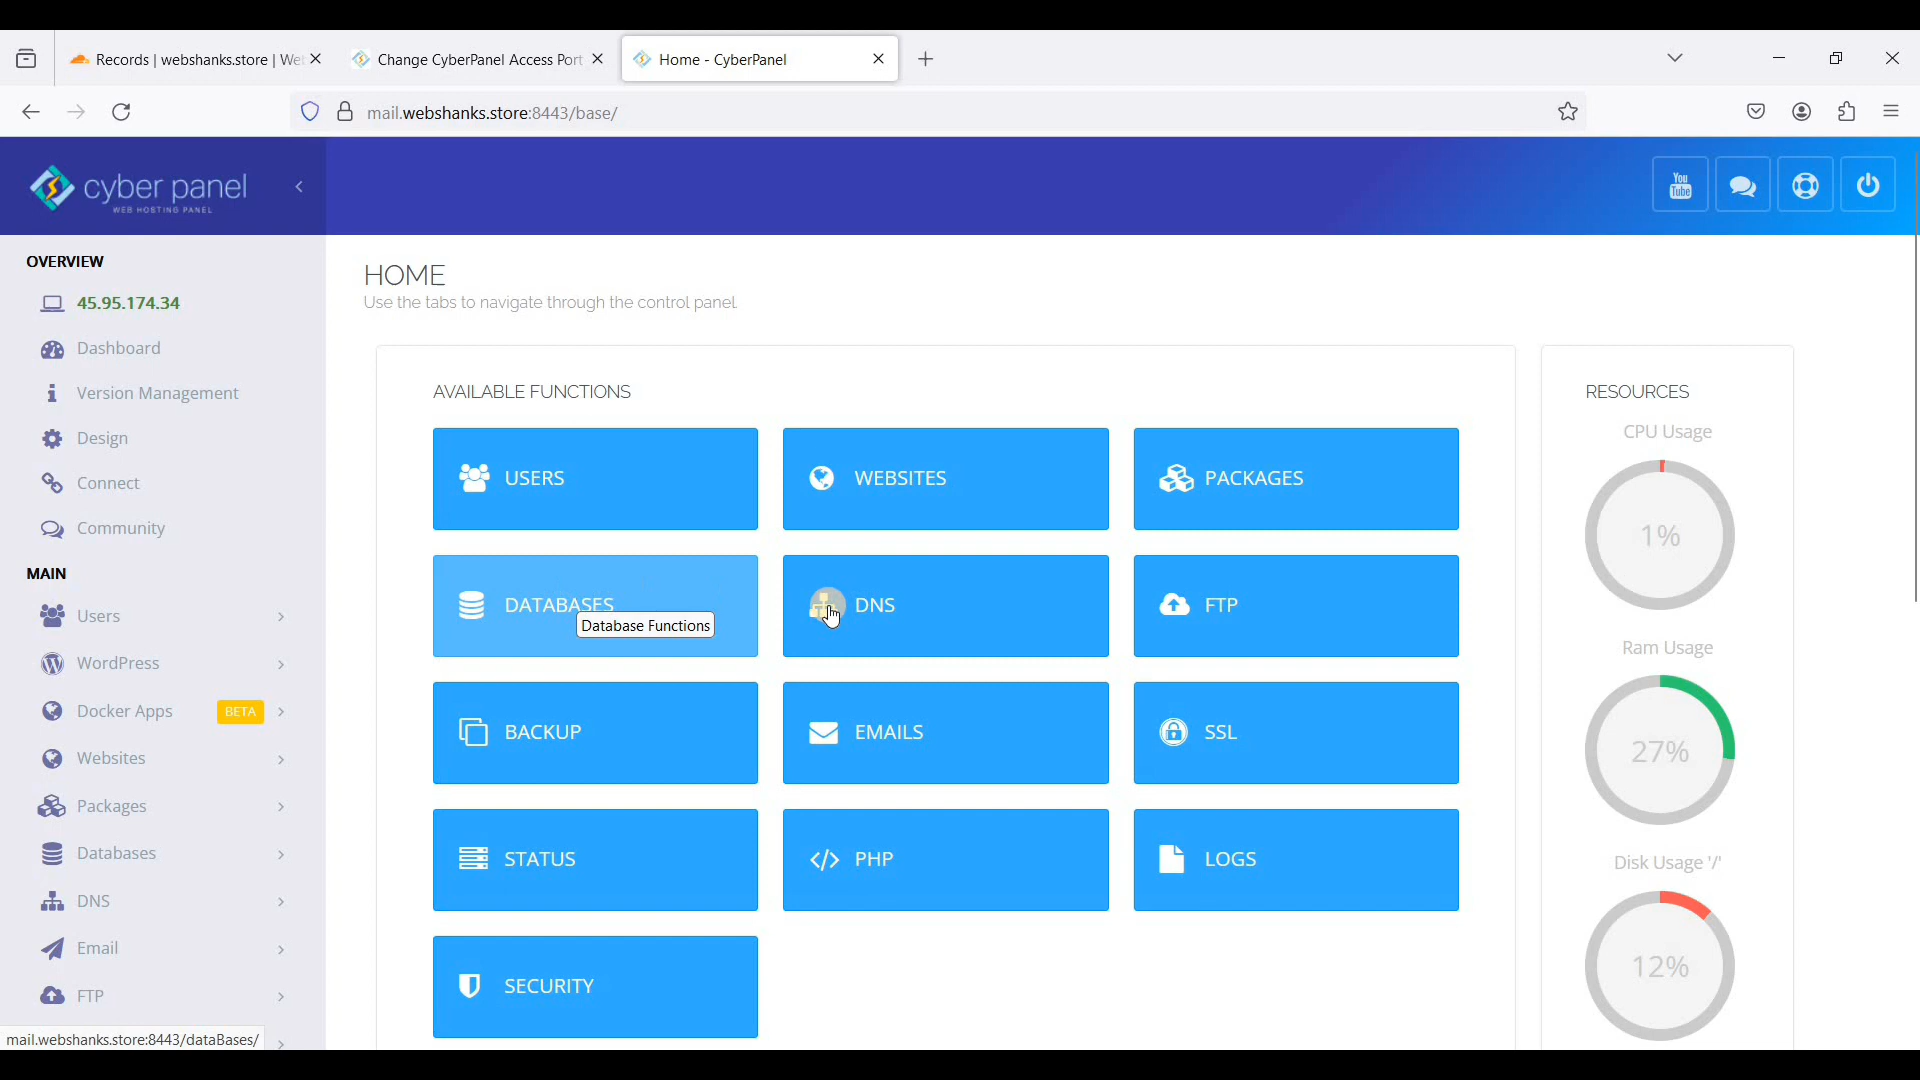 Records | webshanks.store | We
Change CyberPanel Access Port
Home - CyberPanel
mail.webshanks.store:8443/base/
cyber panel
WEB HOSTING PANEL
You
Tube
OVERVIEW
45.95.174.34
Dashboard
Version Management
Design
Connect
Community
MAIN
Users
WordPress
Docker Apps BETA
Websites
Packages
Databases
DNS
Email
FTP
mail.webshanks.store:8443/dataBases/
HOME
Use the tabs to navigate through the control panel.
AVAILABLE FUNCTIONS
USERS
WEBSITES
PACKAGES
DATABASES
Database Functions
DNS
FTP
BACKUP
EMAILS
SSL
STATUS
PHP
LOGS
SECURITY
RESOURCES
CPU Usage
1%
Ram Usage
27%
Disk Usage '/'
12%